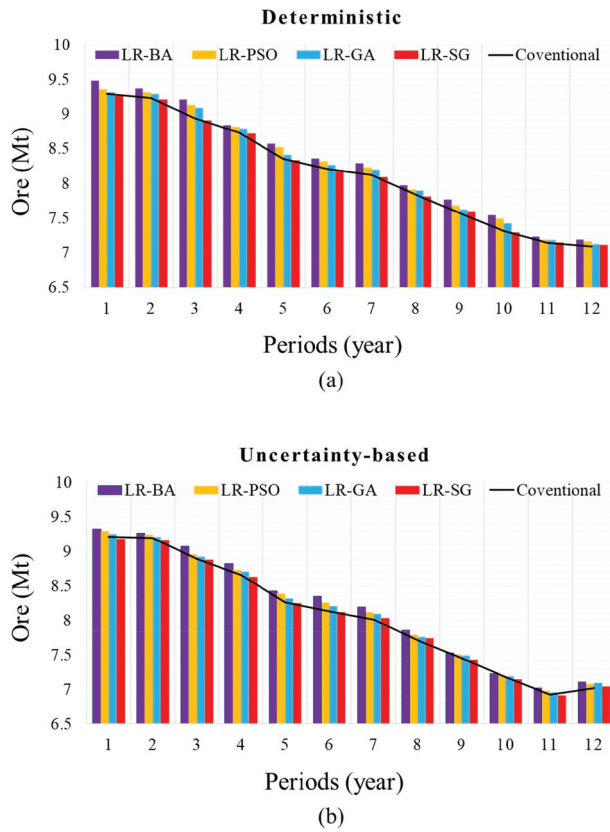 Deterministic
LR-BA LR-PSO LR-GA LR-SG Coventional
10
9.5
9
8.5
8
7.5
7
6.5
Ore (Mt)
1 2 3 4 5 6 7 8 9 10 11 12
Periods (year)
(a)
Uncertainty-based
LR-BA LR-PSO LR-GA LR-SG Coventional
10
9.5
9
8.5
8
7.5
7
6.5
Ore (Mt)
1 2 3 4 5 6 7 8 9 10 11 12
Periods (year)
(b)